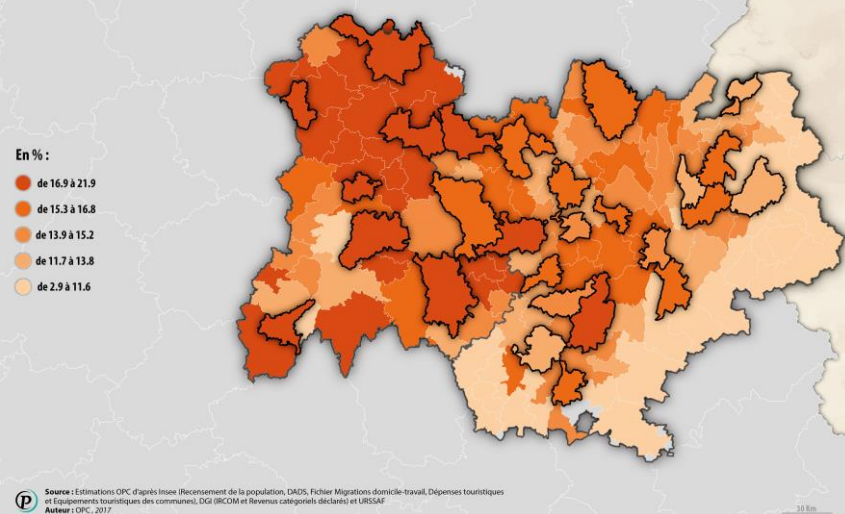 En % :
de 16.9 à 21.9
de 15.3 à 16.8
de 13.9 à 15.2
de 11.7 à 13.8
de 2.9 à 11.6
P
Source : Estimations OPC d'après Insee (Recensement de la population, DADS, Fichier Migrations domicile-travail, Dépenses touristiques
et Equipements touristiques des communes), DGI (IRCOM et Revenus catégoriels déclarés) et URSSAF
Auteur : OPC, 2017
10 Km